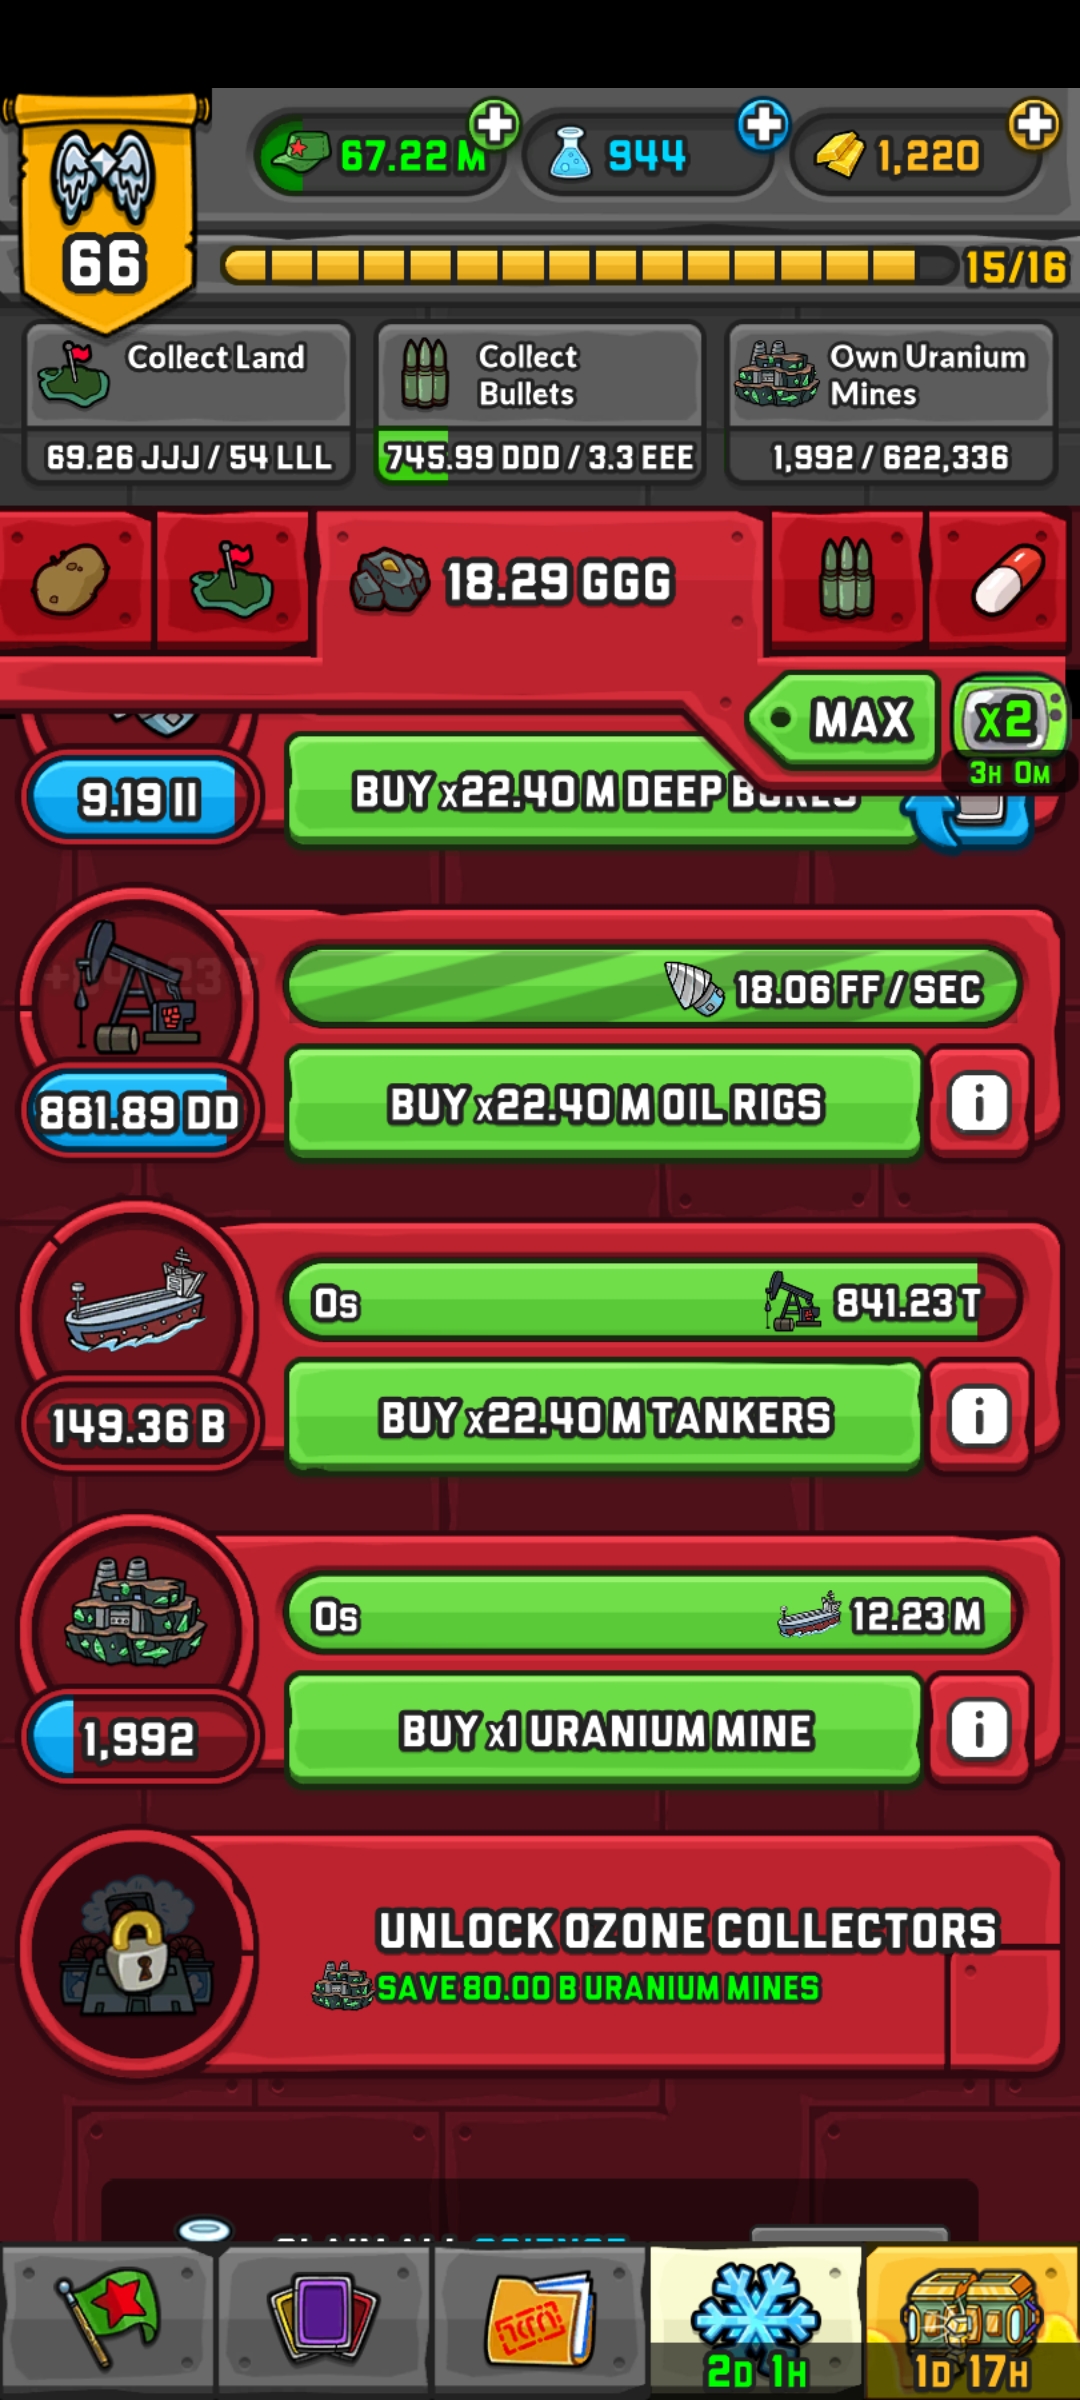 67.22 M
944
1,220
66
15/16
Collect Land
69.26 JJJ / 54 LLL
Collect
Bullets
745.99 DDD / 3.3 EEE
Own Uranium
Mines
1,992 / 622,336
18.29 GGG
MAX
x2
3H 0M
9.19 II
BUY x22.40 M DEEP BORES
18.06 FF / SEC
881.89 DD
BUY x22.40 M OIL RIGS
0s
841.23 T
149.36 B
BUY x22.40 M TANKERS
0s
12.23 M
1,992
BUY x1 URANIUM MINE
UNLOCK OZONE COLLECTORS
SAVE 80.00 B URANIUM MINES
2D 1H
1D 17H